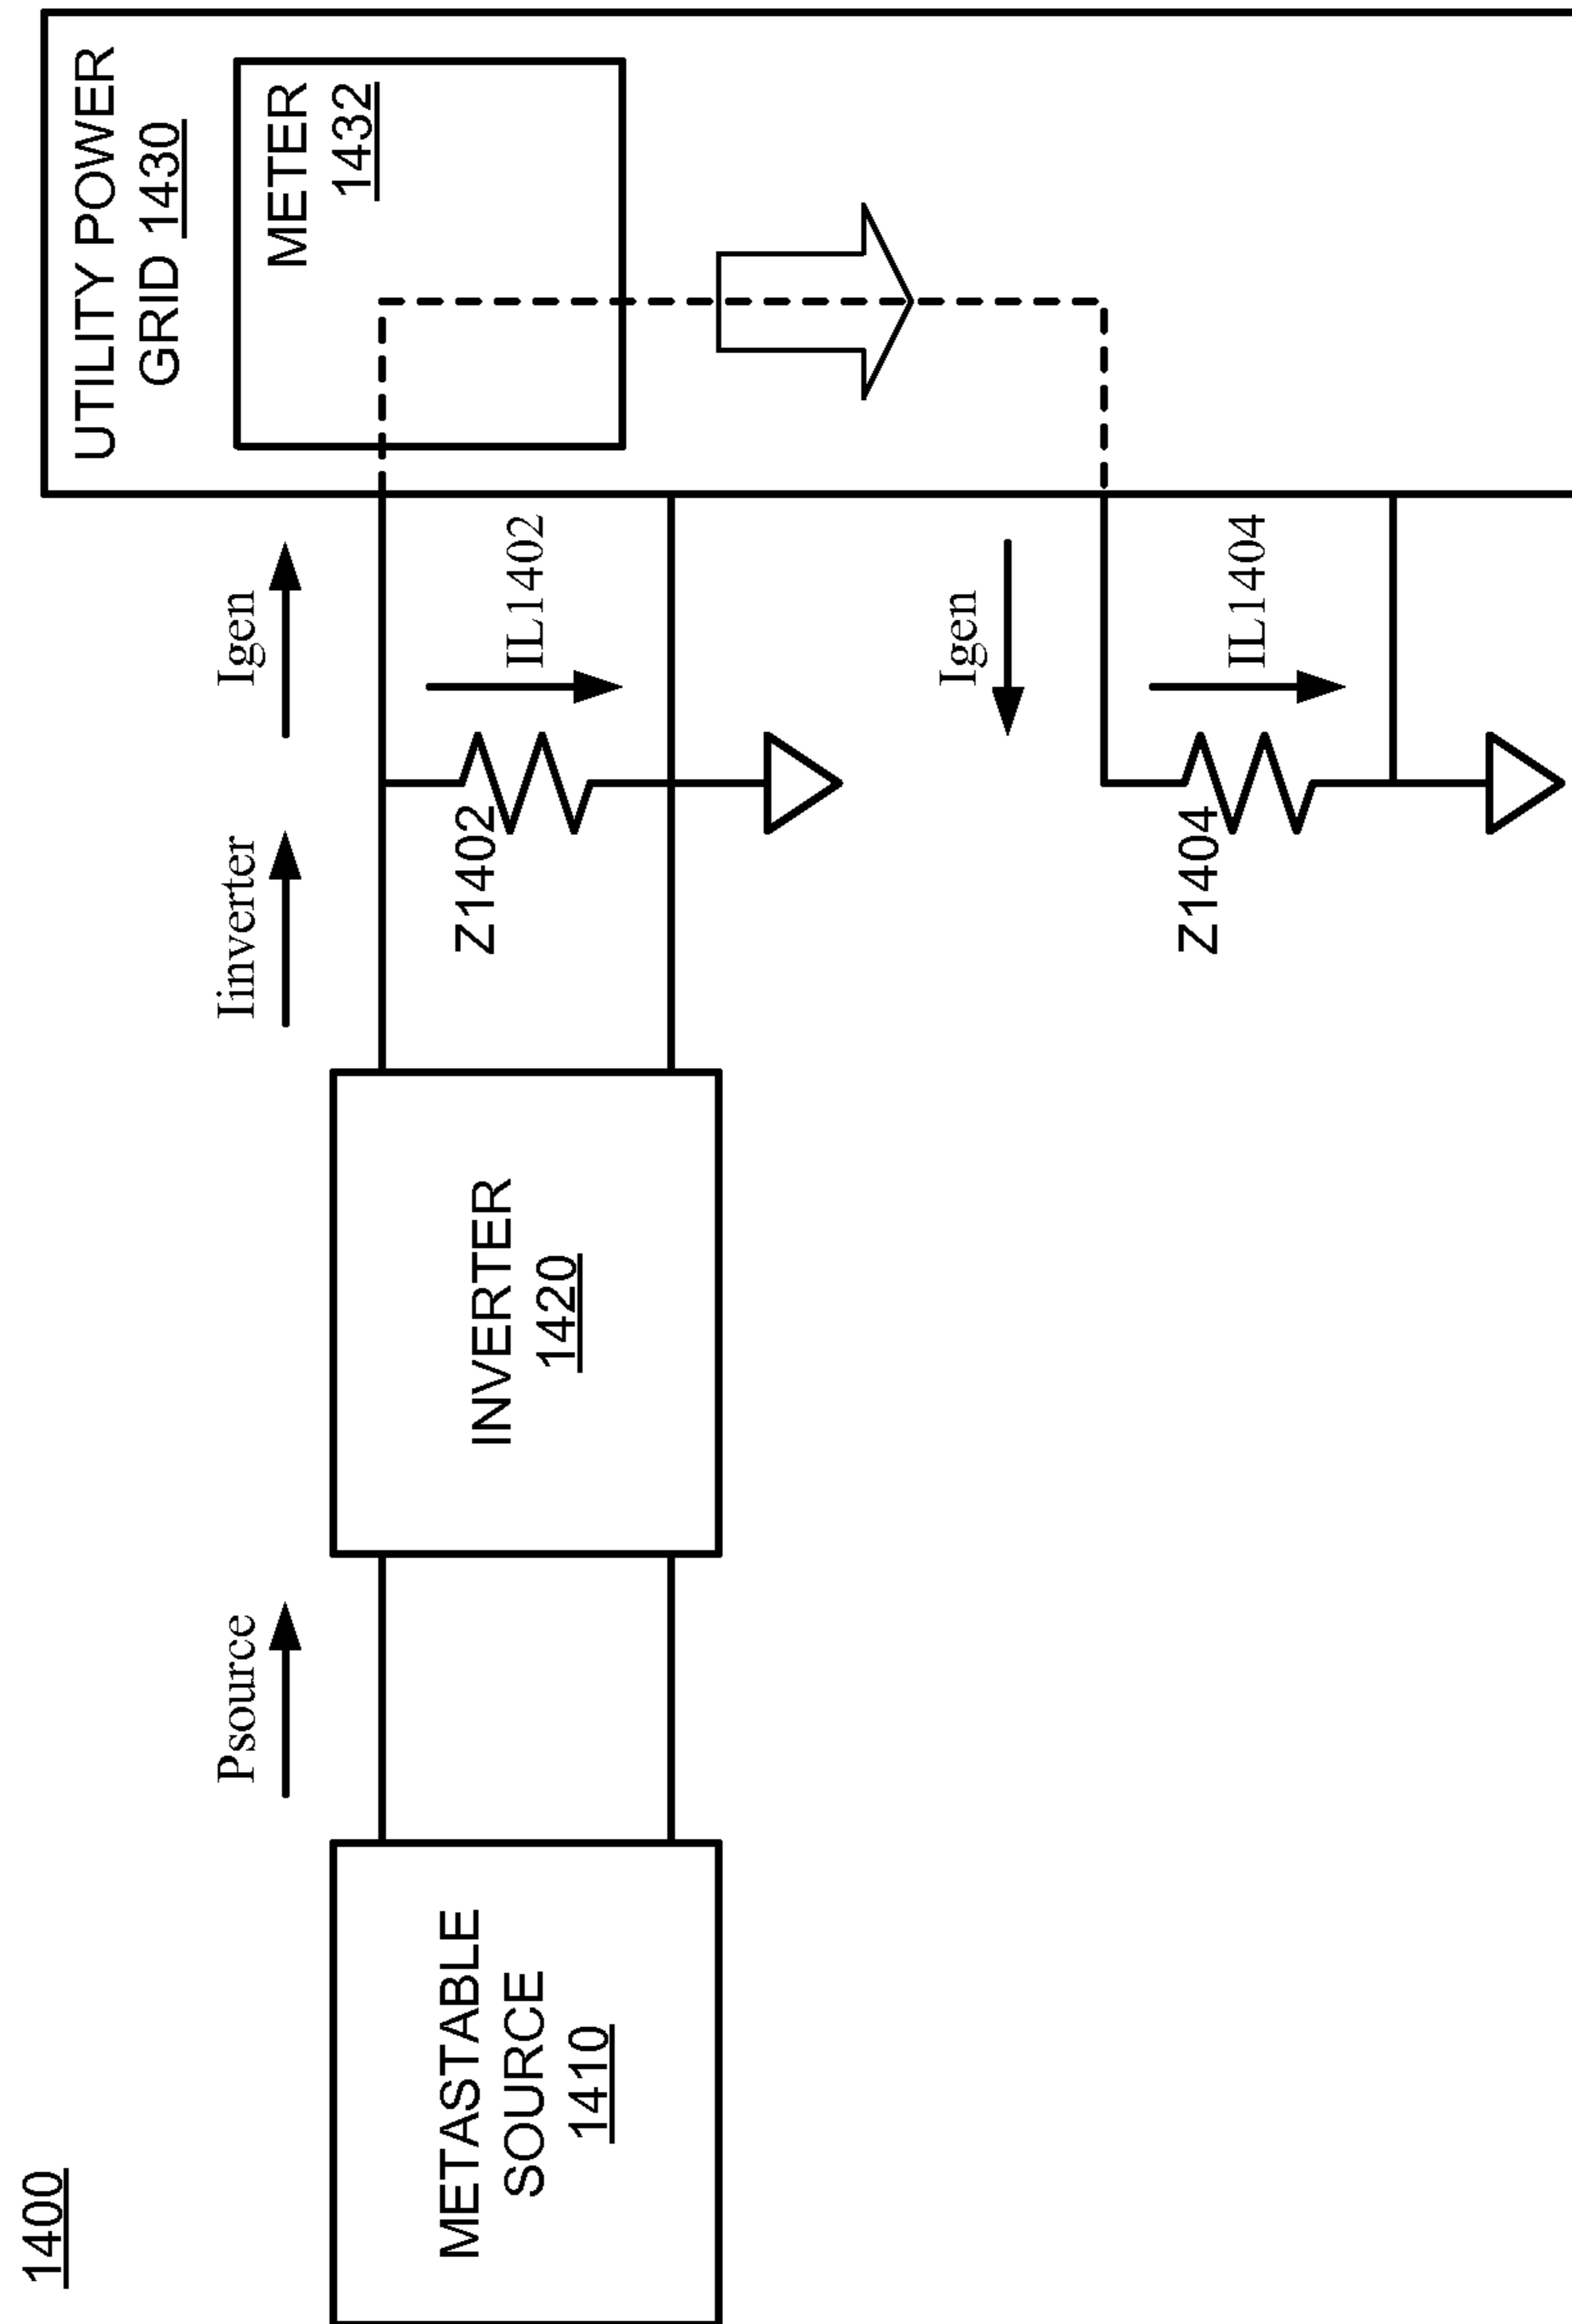 1400
METASTABLE
SOURCE
1410
Psource
INVERTER
1420
Iinverter
Igen
Z1402
IL1402
UTILITY POWER
GRID 1430
METER
1432
Igen
Z1404
IL1404